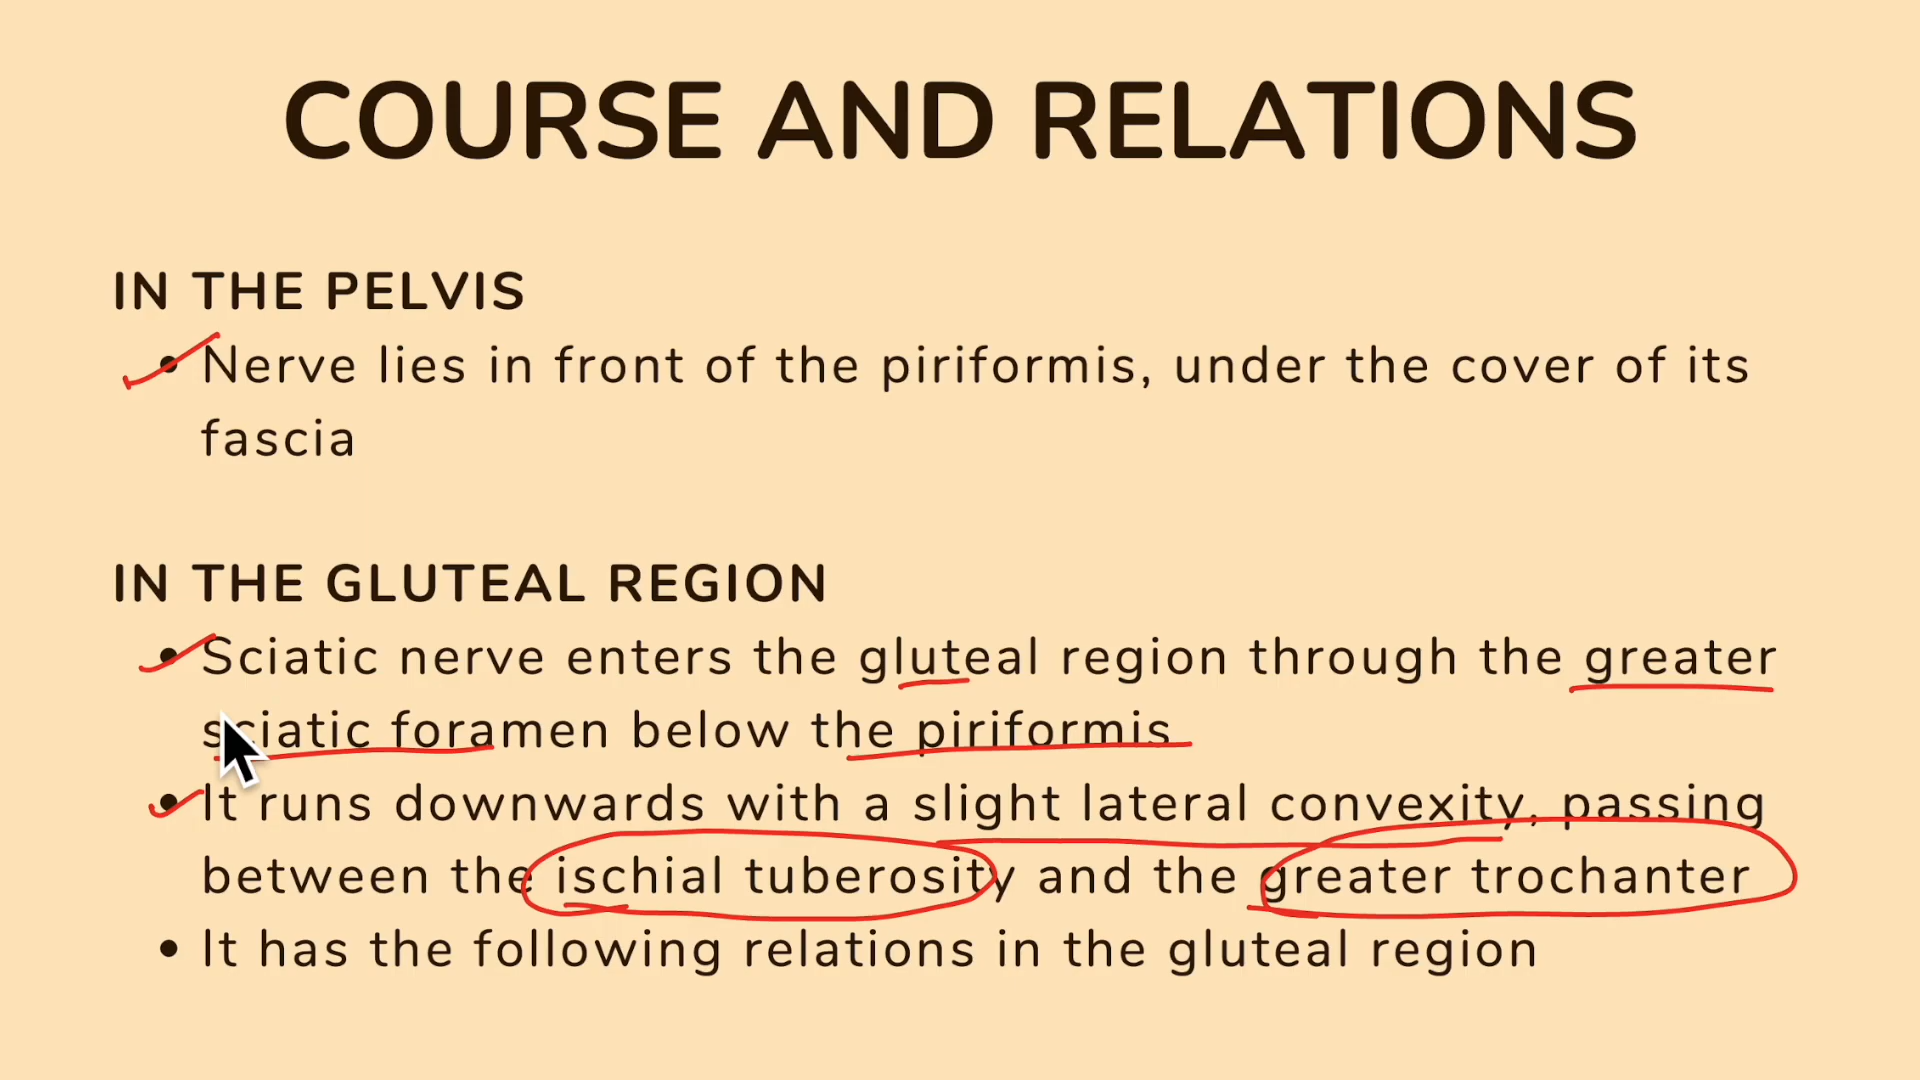 COURSE AND RELATIONS
IN THE PELVIS
• Nerve lies in front of the piriformis, under the cover of its
fascia
IN THE GLUTEAL REGION
• Sciatic nerve enters the gluteal region through the greater
sciatic foramen below the piriformis
• It runs downwards with a slight lateral convexity, passing
between the ischial tuberosity and the greater trochanter
• It has the following relations in the gluteal region